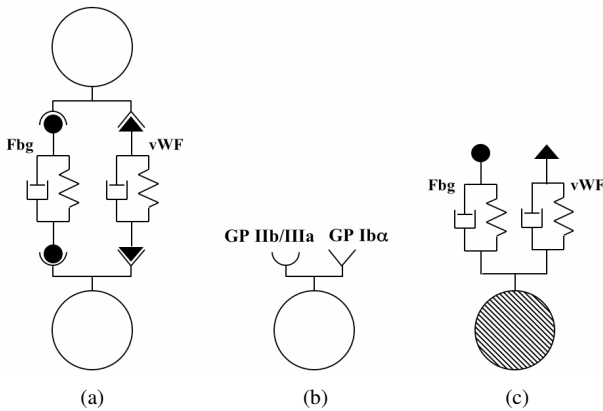 Fbg
vWF
GP IIb/IIIa
GP Ibα
Fbg
vWF
(a)
(b)
(c)